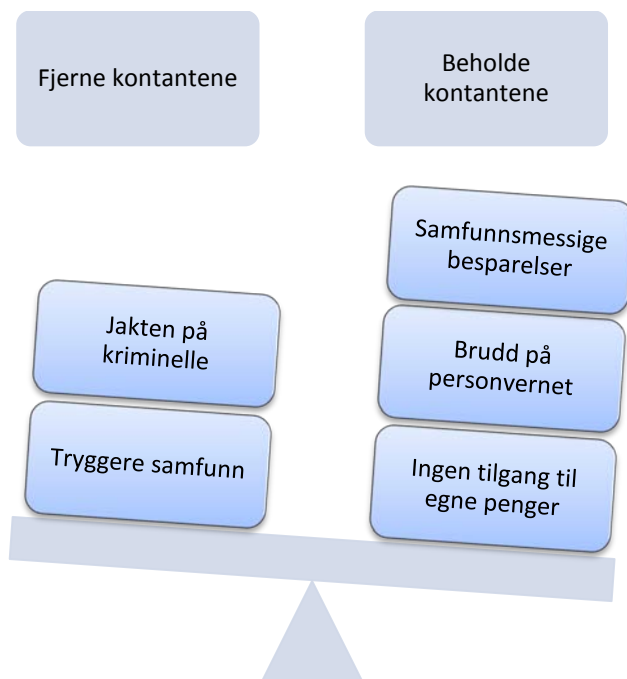 Fjerne kontantene
Beholde
kontantene
Jakten på
kriminelle
Tryggere samfunn
Samfunnsmessige
besparelser
Brudd på
personvernet
Ingen tilgang til
egne penger